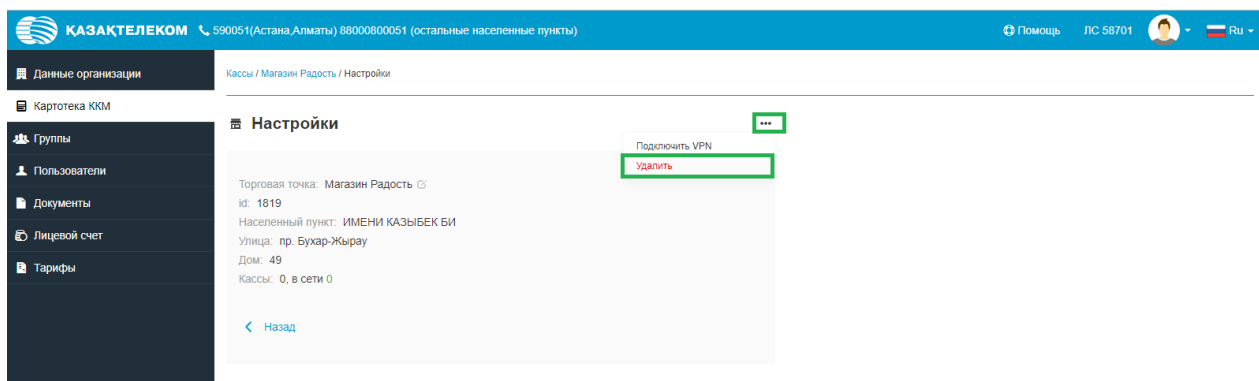 ҚАЗАҚТЕЛЕКОМ 590051(Астана,Алматы) 88000800051 (остальные населенные пункты) Помощь ЛС 58701 Ru
Данные организации
Картотека ККМ
Группы
Пользователи
Документы
Лицевой счет
Тарифы
Кассы / Магазин Радость / Настройки
Настройки
Подключить VPN
Удалить
Торговая точка: Магазин Радость
id: 1819
Населенный пункт: ИМЕНИ КАЗЫБЕК БИ
Улица: пр. Бухар-Жырау
Дом: 49
Кассы: 0, в сети 0
Назад